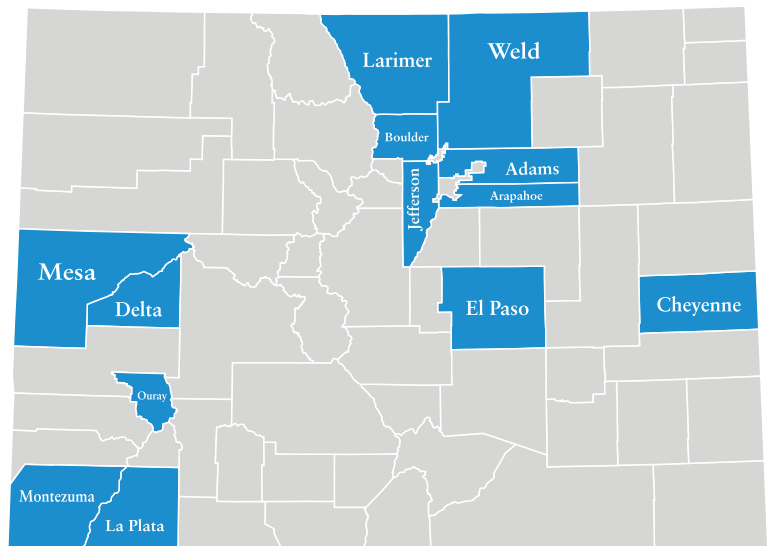 Larimer
Weld
Boulder
Jefferson
Adams
Arapahoe
Mesa
Delta
El Paso
Cheyenne
Ouray
Montezuma
La Plata